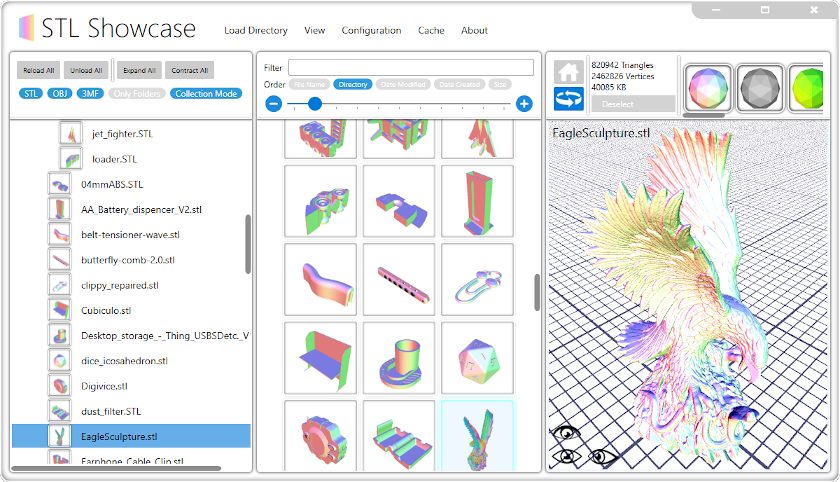 STL Showcase
Load Directory View Configuration Cache About
Reload All Unload All Expand All Contract All
STL OBJ 3MF Only Folders Collection Mode
jet_fighter.STL
loader.STL
04mmABS.STL
AA_Battery_dispencer_V2.stl
belt-tensioner-wave.stl
butterfly-comb-2.0.stl
clippy_repaired.stl
Cubiculo.stl
Desktop_storage_-_Thing_USBSDetc._V
dice_icosahedron.stl
Digivice.stl
dust_filter.STL
EagleSculpture.stl
Earphone_Cable_Clip.stl
Filter
Order File Name Directory Date Modified Date Created Size
820942 Triangles
2462826 Vertices
40085 KB
Deselect
EagleSculpture.stl